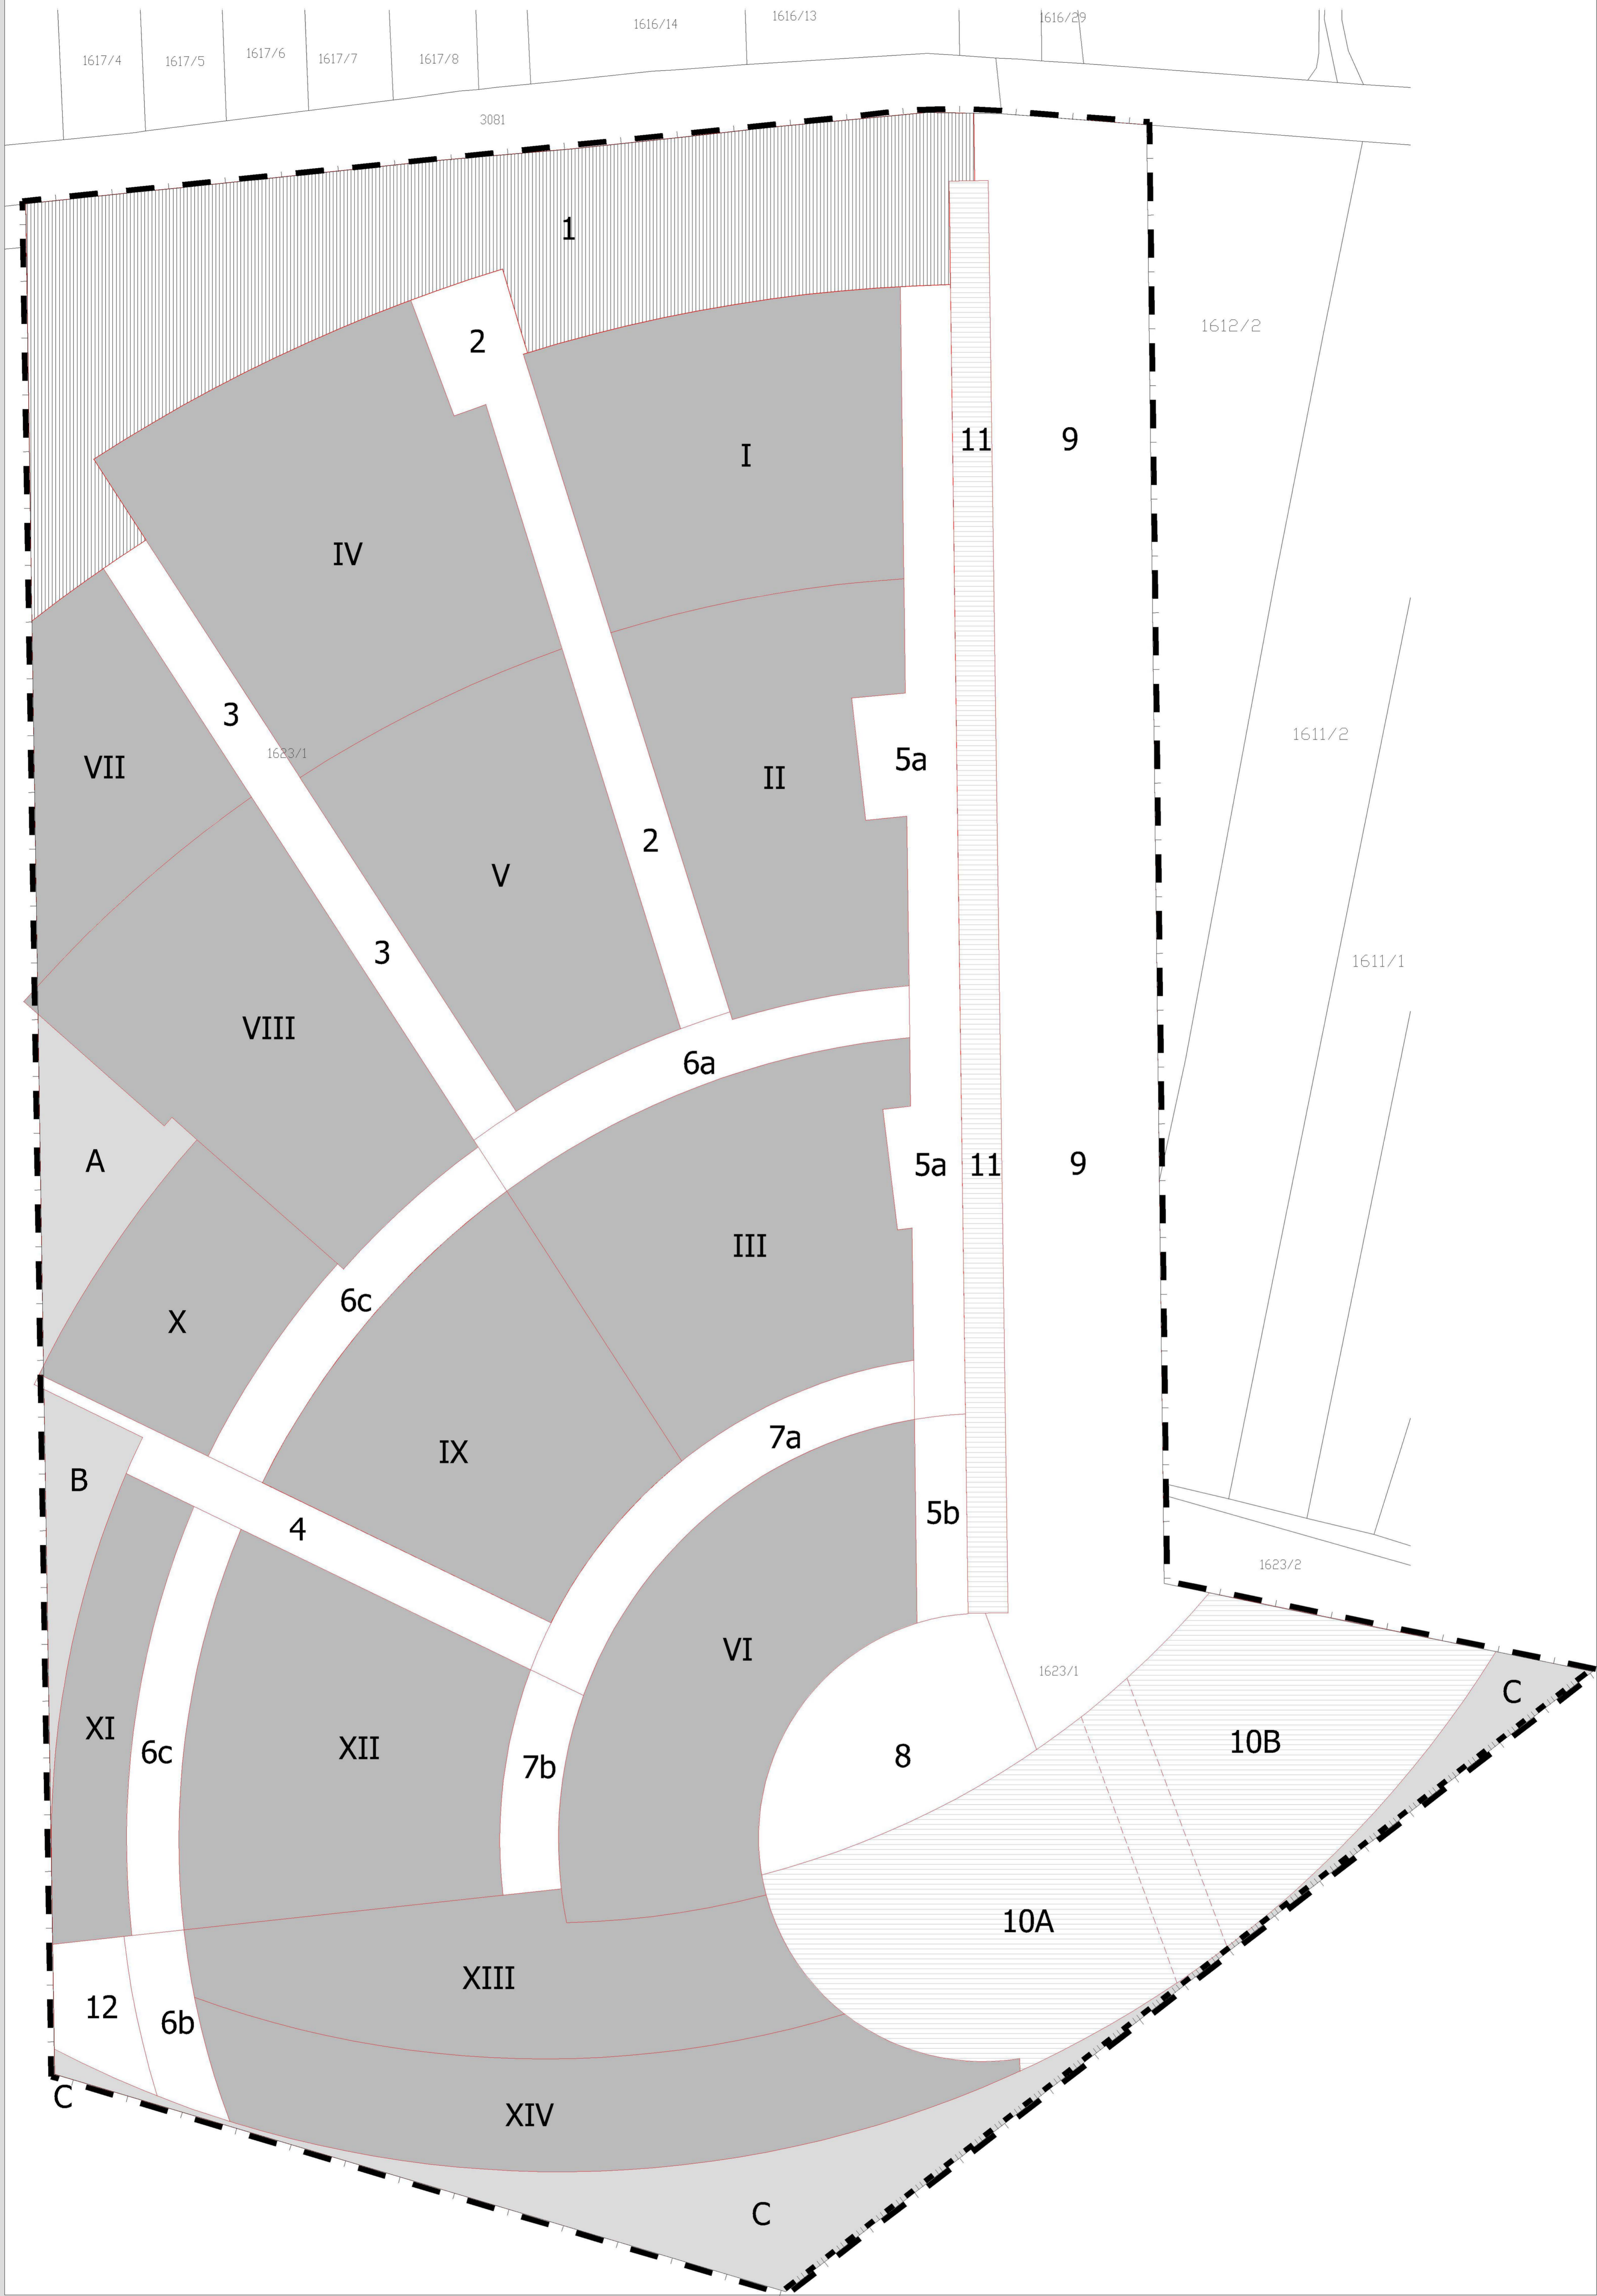 1616/13
1616/29
1616/14
1617/6
1617/4
1617/5
1617/7
1617/8
3081
1
1612/2
2
11
9
I
IV
3
1611/2
1623/1
5a
VII
II
2
V
3
1611/1
VIII
6a
A
5a
11
9
III
6c
X
7a
IX
B
5b
4
1623/2
VI
1623/1
C
XI
10B
XII
6c
8
7b
10A
XIII
12
6b
C
XIV
C